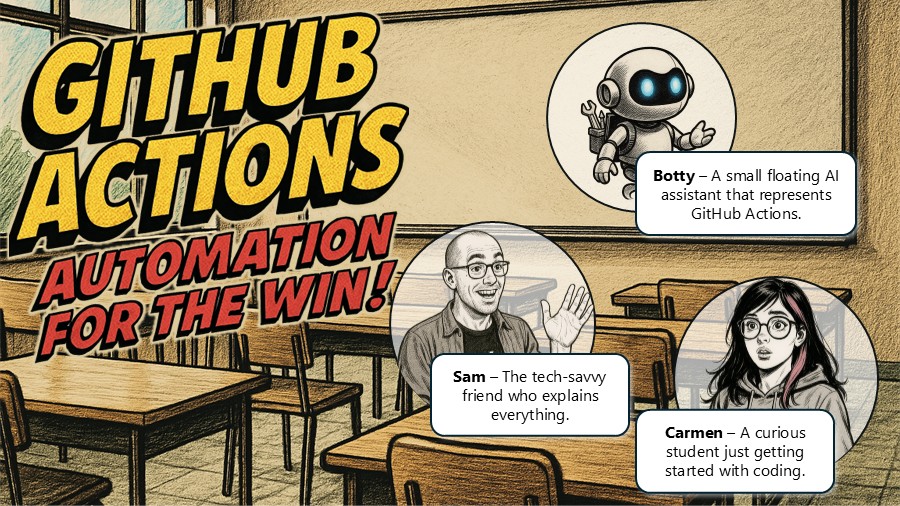 GITHUB
ACTIONS
AUTOMATION
FOR THE WIN!
Botty – A small floating AI
assistant that represents
GitHub Actions.
Sam – The tech-savvy
friend who explains
everything.
Carmen – A curious
student just getting
started with coding.